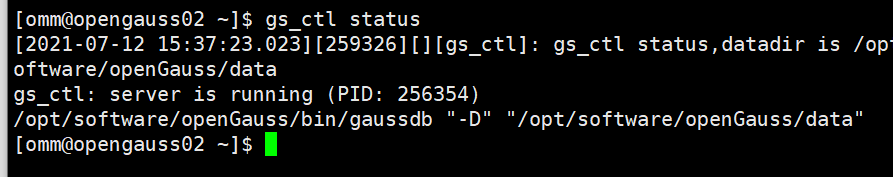 [omm@opengauss02 ~]$ gs_ctl status
[2021-07-12 15:37:23.023][259326][][gs_ctl]: gs_ctl status,datadir is /opt
oftware/openGauss/data
gs_ctl: server is running (PID: 256354)
/opt/software/openGauss/bin/gaussdb "-D" "/opt/software/openGauss/data"
[omm@opengauss02 ~]$